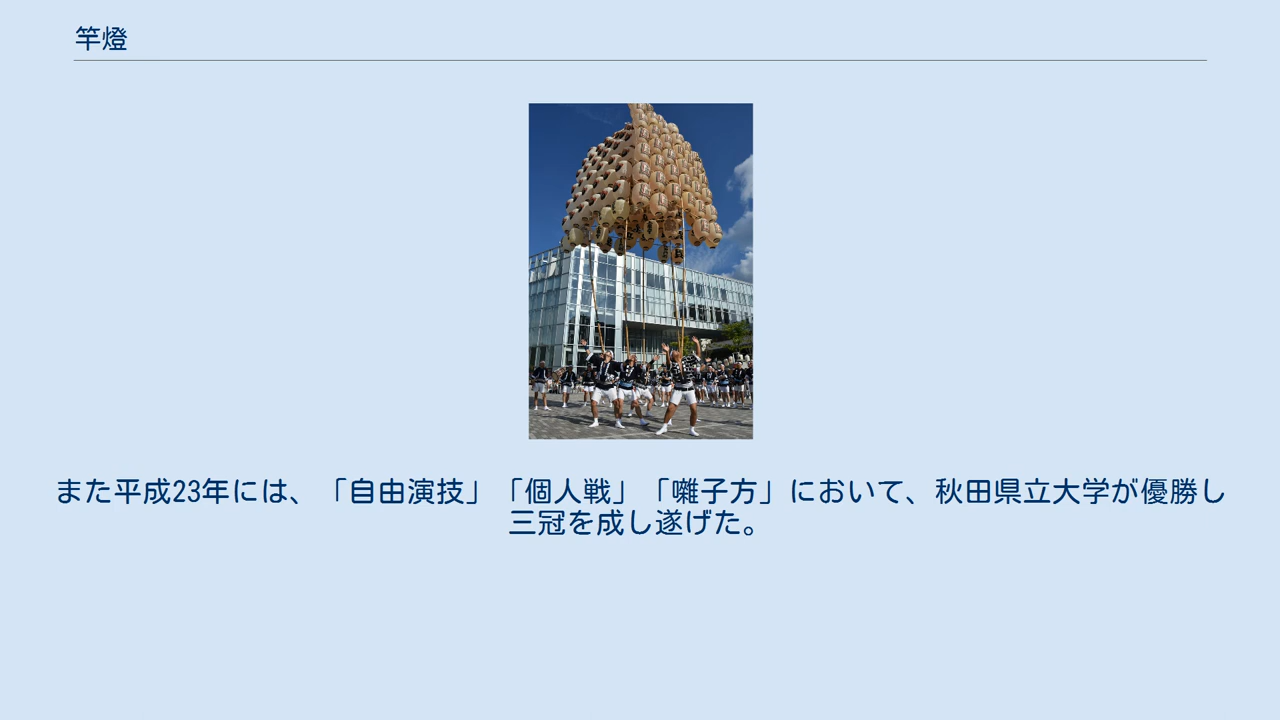 竿燈
また平成23年には、「自由演技」「個人戦」「囃子方」において、秋田県立大学が優勝し
三冠を成し遂げた。